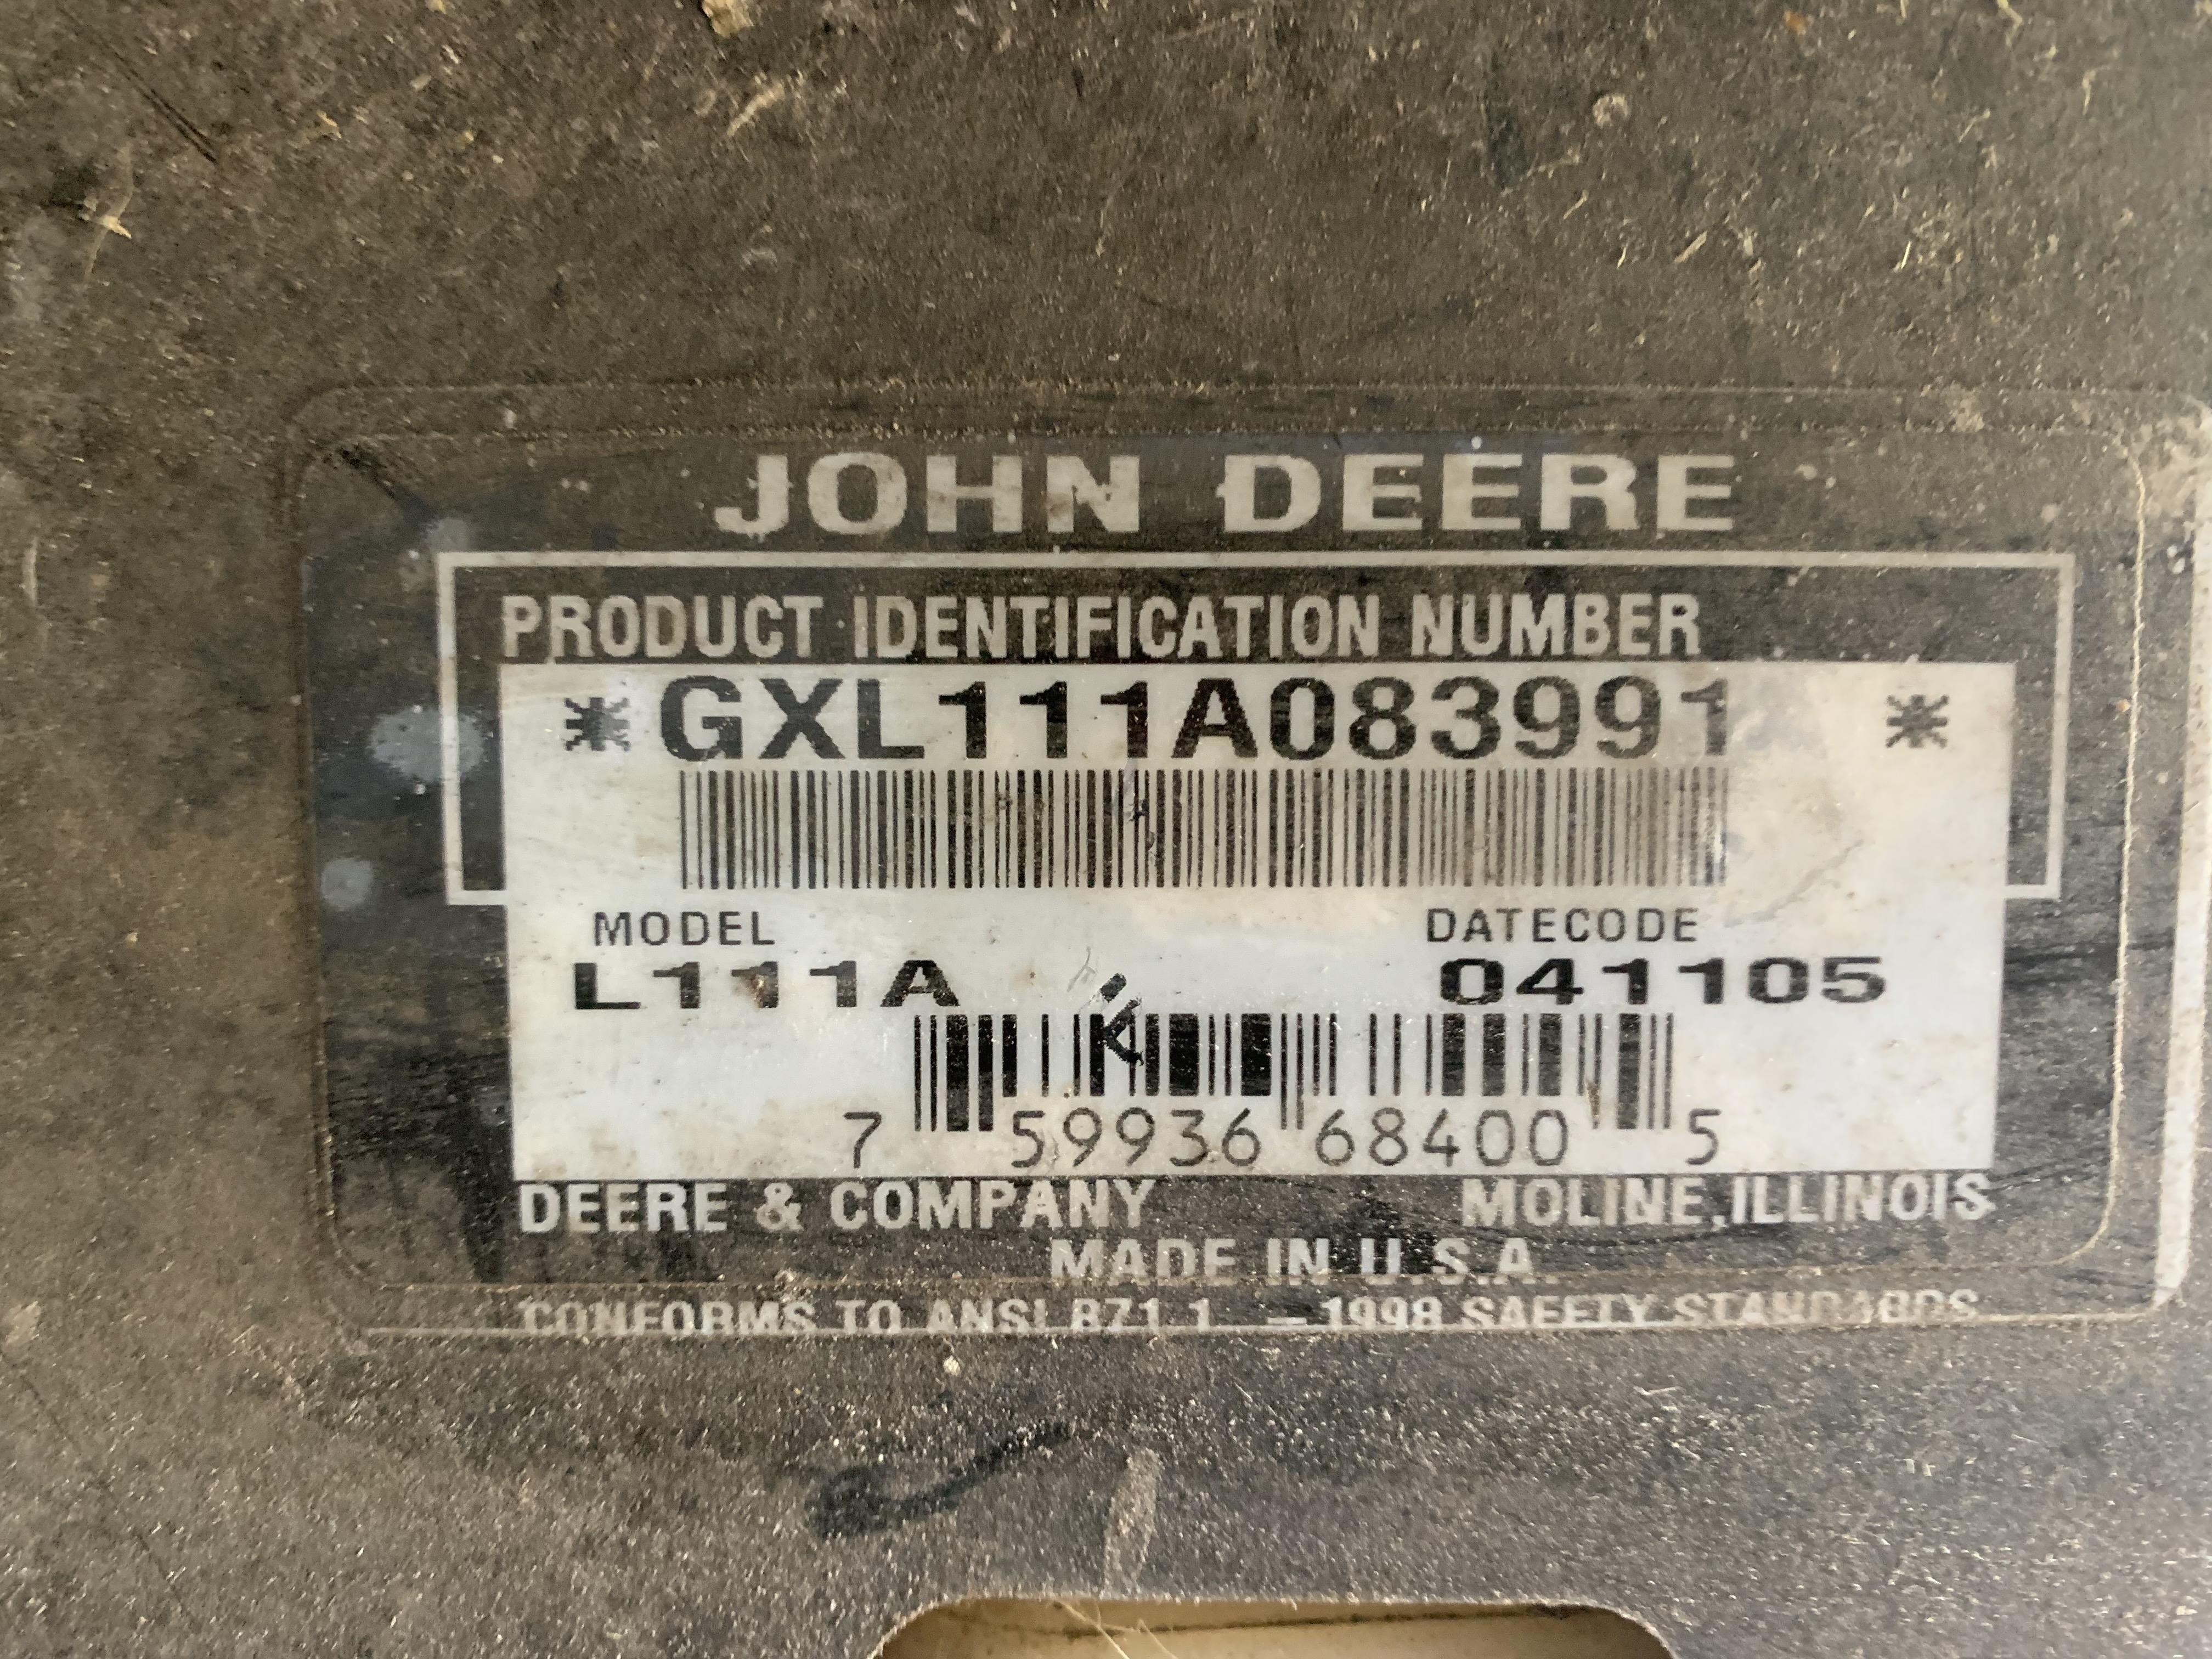 JOHN DEERE
PRODUCT IDENTIFICATION NUMBER
*GXL111A083991 *
MODEL DATECODE
L111A 041105
7 59936 68400 5
DEERE & COMPANY MOLINE, ILLINOIS
MADE IN U.S.A.
CONFORMS TO ANSI B71.1 – 1998 SAFETY STANDARDS